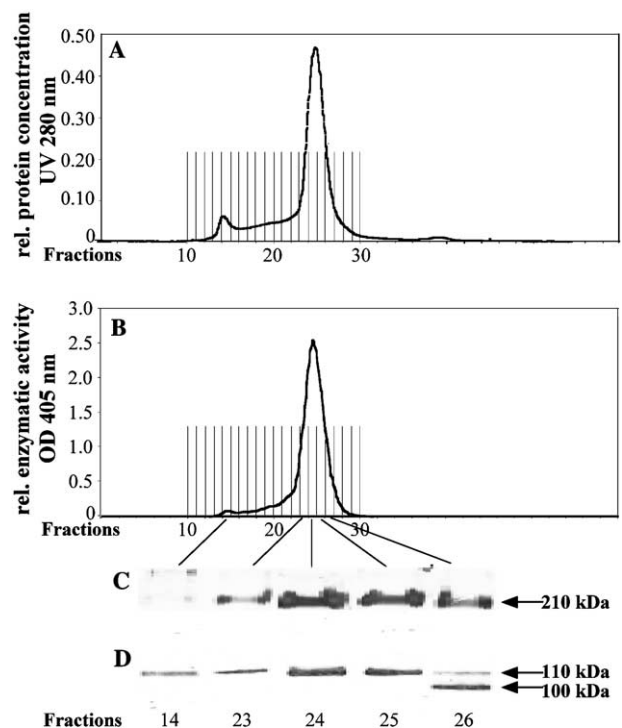 A
rel. protein concentration
UV 280 nm
0.50
0.40
0.30
0.20
0.10
0
Fractions 10 20 30
B
rel. enzymatic activity
OD 405 nm
3.0
2.5
2.0
1.5
1.0
0.5
0
Fractions 10 20 30
C 210 kDa
D 110 kDa
100 kDa
Fractions 14 23 24 25 26